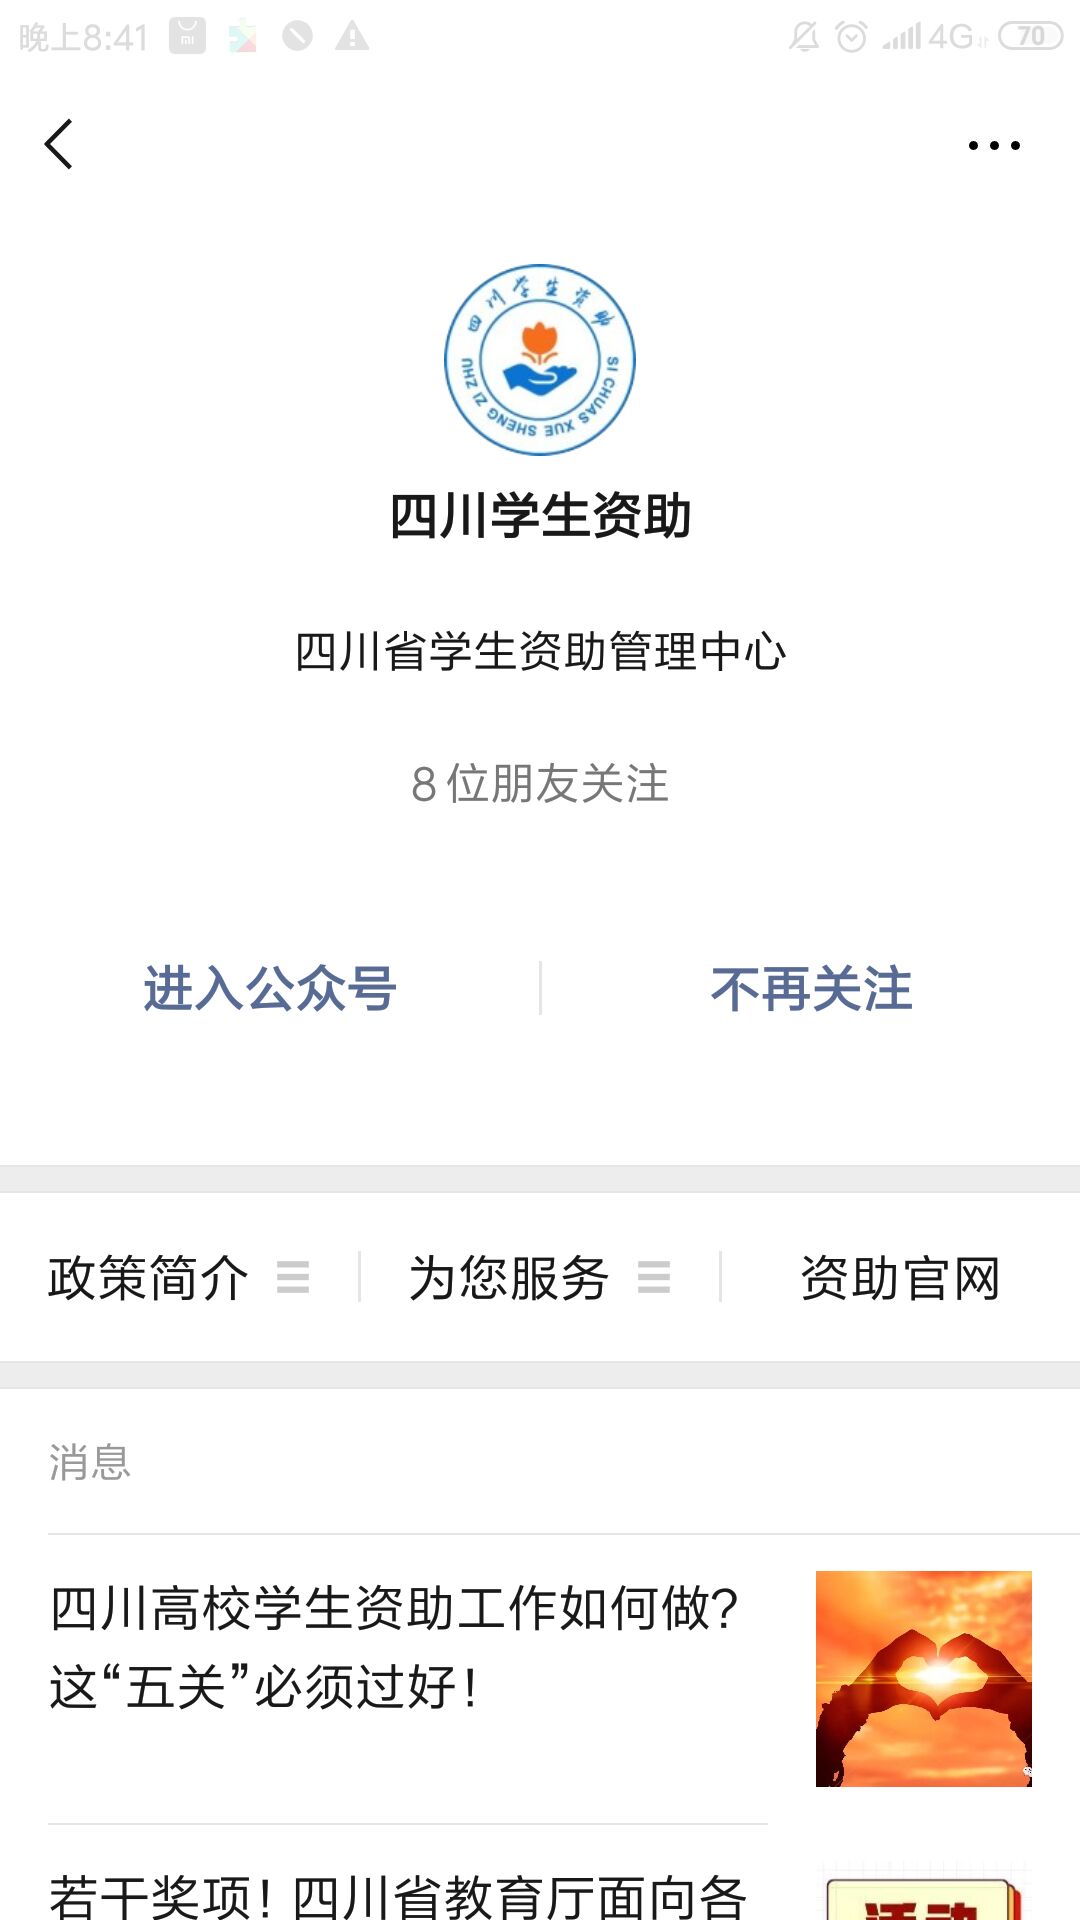 晚上8:41
mi
4G
70
四川学生资助
SI CHUAS XUE SHENG ZI ZHU
四川学生资助
四川省学生资助管理中心
8位朋友关注
进入公众号
不再关注
政策简介
为您服务
资助官网
消息
四川高校学生资助工作如何做?
这“五关”必须过好!
若干奖项!四川省教育厅面向各
活动